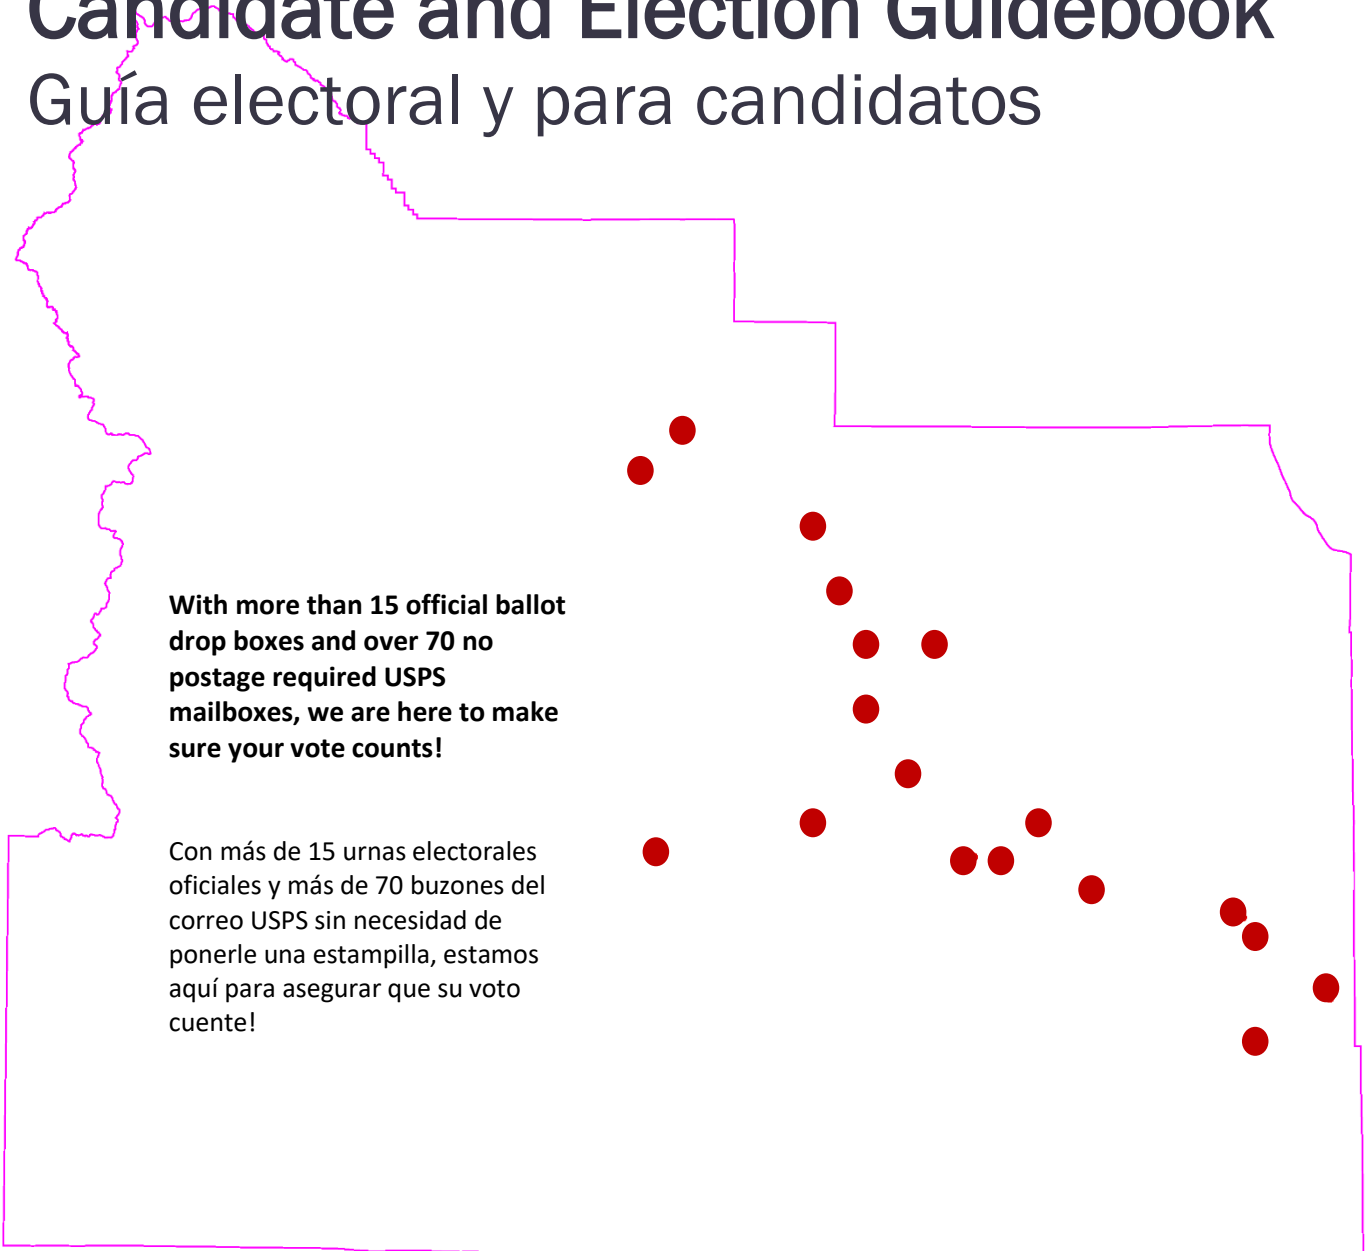 Candidate and Election Guidebook
Guía electoral y para candidatos
With more than 15 official ballot
drop boxes and over 70 no
postage required USPS
mailboxes, we are here to make
sure your vote counts!
Con más de 15 urnas electorales
oficiales y más de 70 buzones del
correo USPS sin necesidad de
ponerle una estampilla, estamos
aquí para asegurar que su voto
cuente!